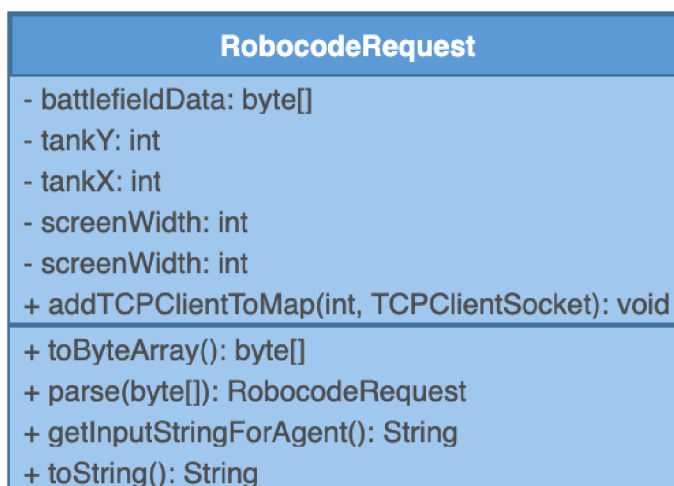 RobocodeRequest
- battlefieldData: byte[]
- tankY: int
- tankX: int
- screenWidth: int
- screenWidth: int
+ addTCPClientToMap(int, TCPClientSocket): void
+ toByteArray(): byte[]
+ parse(byte[]): RobocodeRequest
+ getInputStringForAgent(): String
+ toString(): String